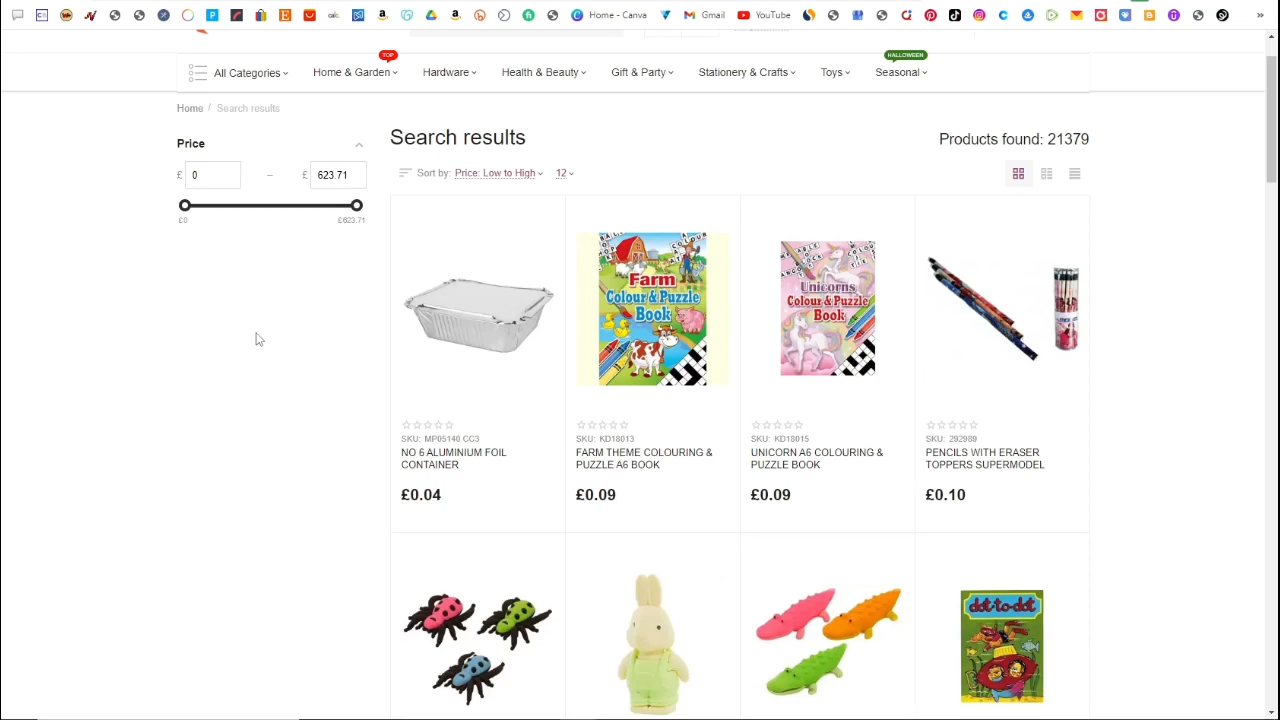 calc.
Home - Canva
Gmail
YouTube
»
TOP
HALLOWEEN
All Categories
Home & Garden
Hardware
Health & Beauty
Gift & Party
Stationery & Crafts
Toys
Seasonal
Home / Search results
Price
£ 0 – £ 623.71
£0 £623.71
Search results
Products found: 21379
Sort by: Price: Low to High 12
Farm
Colour & Puzzle
Book
Unicorns
Colour & Puzzle
Book
SKU: MP05140 CC3
NO 6 ALUMINIUM FOIL
CONTAINER
£0.04
SKU: KD18013
FARM THEME COLOURING &
PUZZLE A6 BOOK
£0.09
SKU: KD18015
UNICORN A6 COLOURING &
PUZZLE BOOK
£0.09
SKU: 292989
PENCILS WITH ERASER
TOPPERS SUPERMODEL
£0.10
dot-to-dot